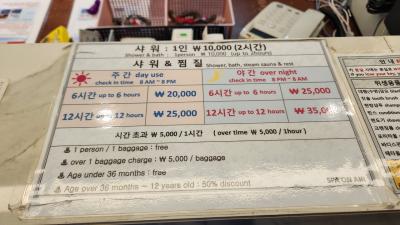 샤 워 : 1인 ₩ 10,000 (2시간)
shower & bath : 1person ₩ 10,000 (up to 2hours)
샤워 & 찜질 Shower, bath, steam sauna & rest
주 간 day use
check in time 8 AM ~ 8 PM
야 간 over night
check in time 8 PM ~ 8 AM
6시간 up to 6 hours ₩ 20,000
6시간 up to 6 hours ₩ 25,000
12시간 up to 12 hours ₩ 25,000
12시간 up to 12 hours ₩ 35,000
시간 초과 ₩ 5,000 / 1시간 (over time ₩ 5,000 / 1hour)
1 person / 1 baggage : free
over 1 baggage charge : ₩ 5,000 / baggage
Age under 36 months : free
Age over 36 months ~ 12 years old : 50% discount
SPA ON AIR